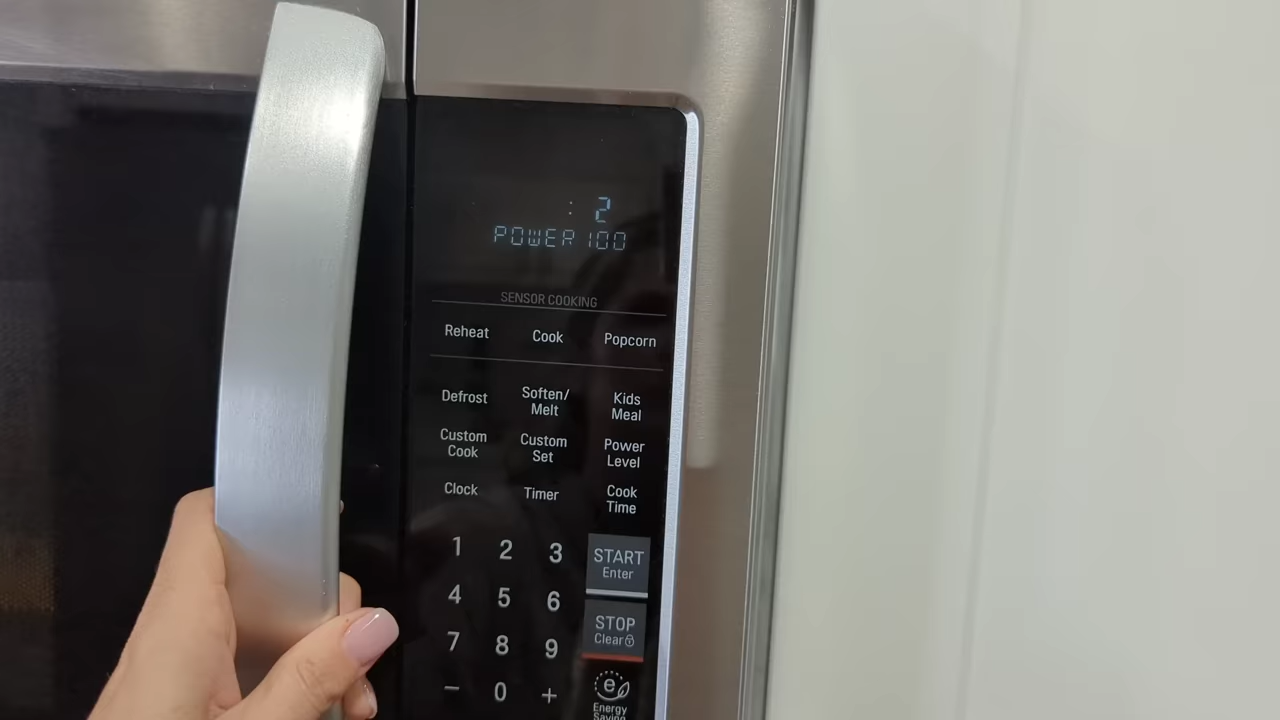 : 2
POWER 100
SENSOR COOKING
Reheat Cook Popcorn
Defrost Soften/ Melt Kids Meal
Custom Cook Custom Set Power Level
Clock Timer Cook Time
1 2 3 START Enter
4 5 6
7 8 9 STOP Clear
− 0 +
e
Energy
Saving